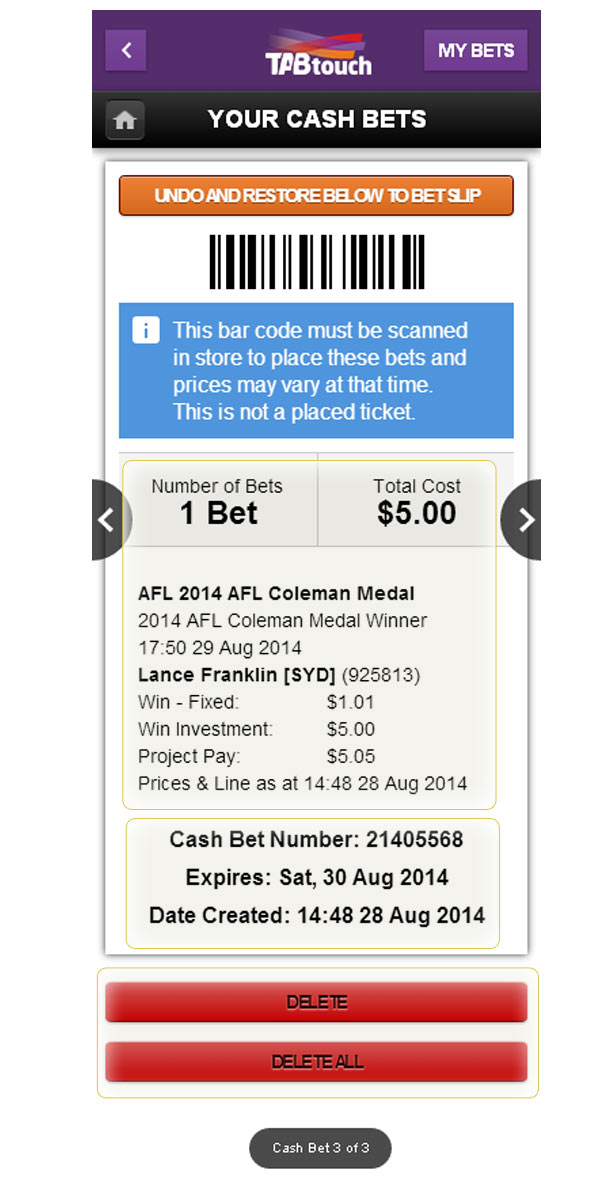 TABtouch
MY BETS
YOUR CASH BETS
UNDO AND RESTORE BELOW TO BET SLIP
i This bar code must be scanned
in store to place these bets and
prices may vary at that time.
This is not a placed ticket.
Number of Bets Total Cost
1 Bet $5.00
AFL 2014 AFL Coleman Medal
2014 AFL Coleman Medal Winner
17:50 29 Aug 2014
Lance Franklin [SYD] (925813)
Win - Fixed: $1.01
Win Investment: $5.00
Project Pay: $5.05
Prices & Line as at 14:48 28 Aug 2014
Cash Bet Number: 21405568
Expires: Sat, 30 Aug 2014
Date Created: 14:48 28 Aug 2014
DELETE
DELETE ALL
Cash Bet 3 of 3